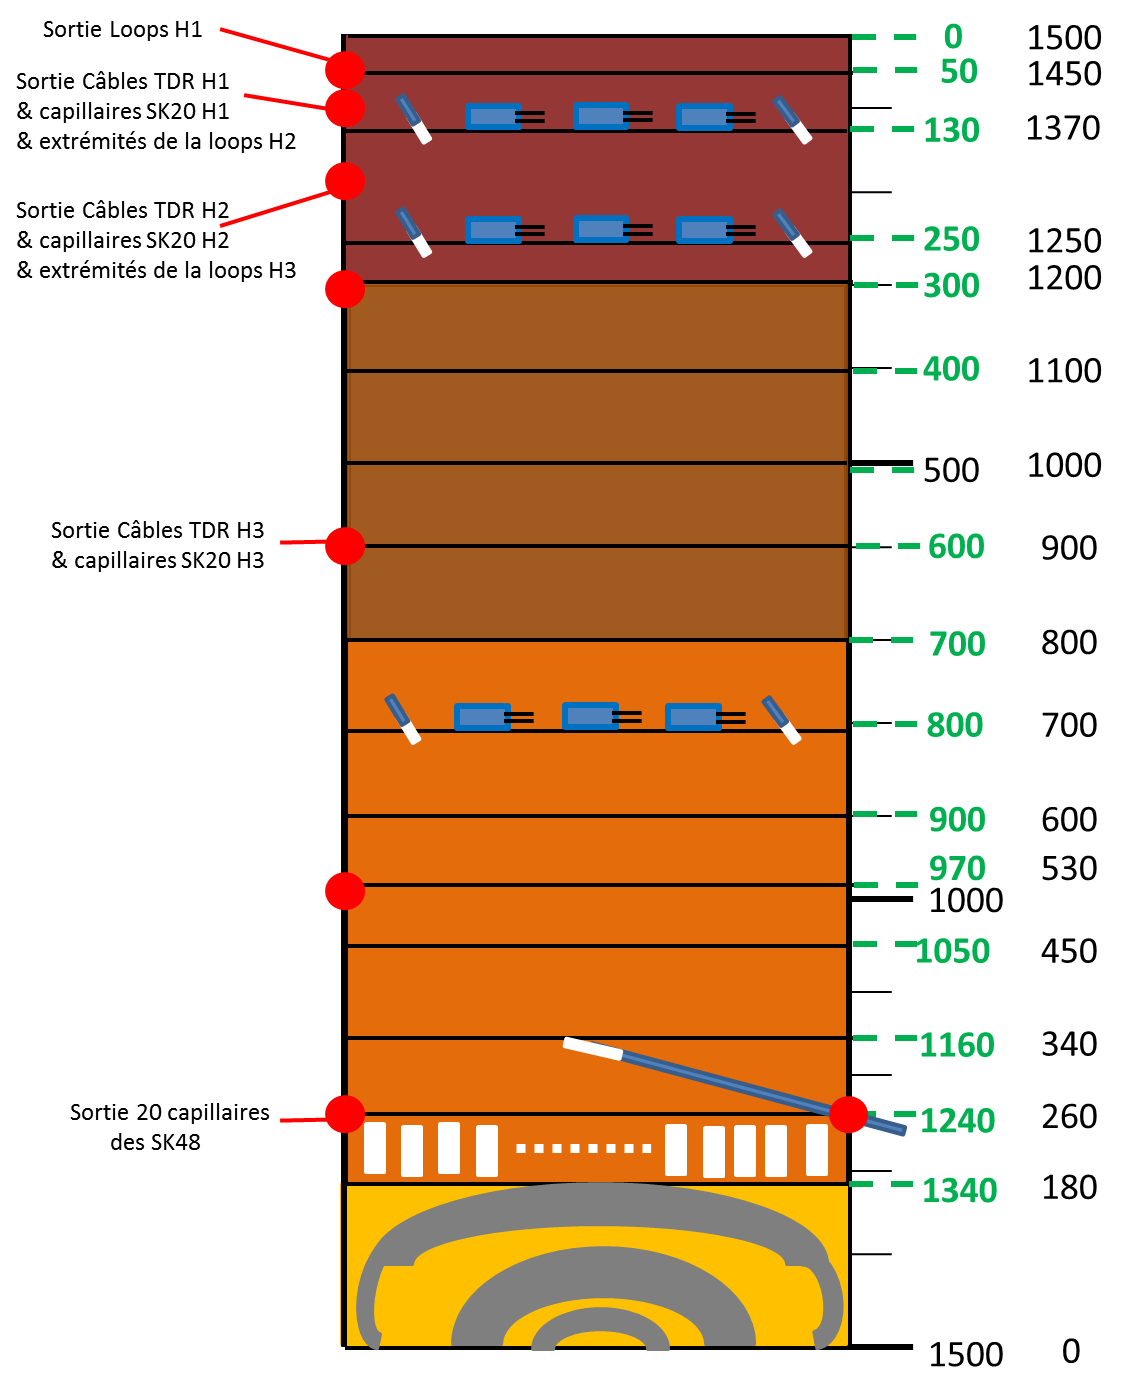 Sortie Loops H1
Sortie Câbles TDR H1
& capillaires SK20 H1
& extrémités de la loops H2
Sortie Câbles TDR H2
& capillaires SK20 H2
& extrémités de la loops H3
Sortie Câbles TDR H3
& capillaires SK20 H3
Sortie 20 capillaires
des SK48
0 1500
50 1450
130 1370
250 1250
300 1200
400 1100
500 1000
600 900
700 800
800 700
900 600
970 530
1000
1050 450
1160 340
1240 260
1340 180
1500 0